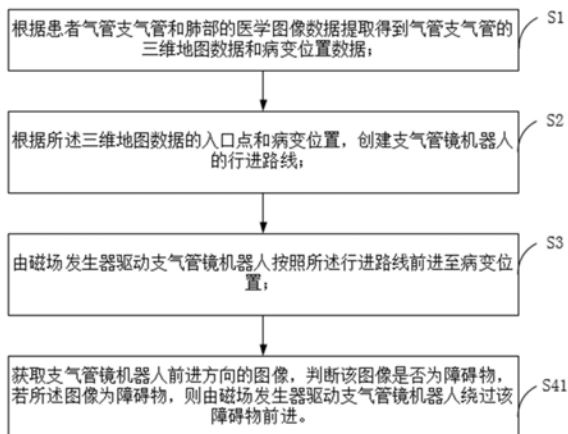 根据患者气管支气管和肺部的医学图像数据提取得到气管支气管的
三维地图数据和病变位置数据；
S1
根据所述三维地图数据的入口点和病变位置，创建支气管镜机器人
的行进路线；
S2
由磁场发生器驱动支气管镜机器人按照所述行进路线前进至病变位
置；
S3
获取支气管镜机器人前进方向的图像，判断该图像是否为障碍物，
若所述图像为障碍物，则由磁场发生器驱动支气管镜机器人绕过该
障碍物前进。
S41